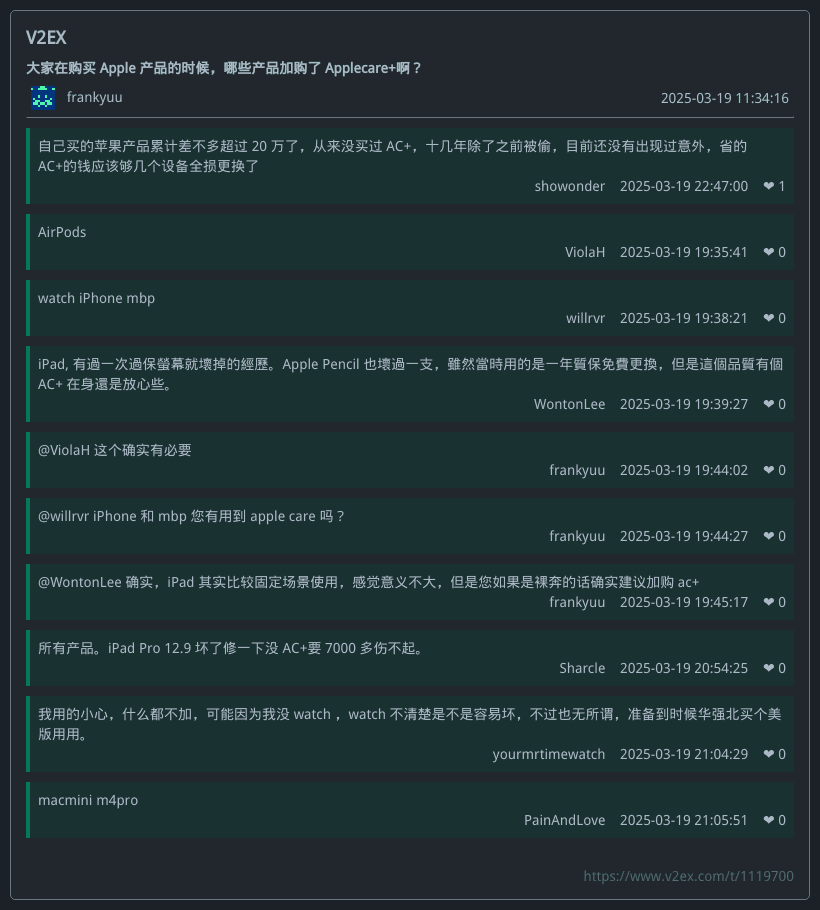 V2EX
大家在购买 Apple 产品的时候，哪些产品加购了 Applecare+啊？
frankyuu 2025-03-19 11:34:16
自己买的苹果产品累计差不多超过 20 万了，从来没买过 AC+，十几年除了之前被偷，目前还没有出现过意外，省的
AC+的钱应该够几个设备全损更换了
showonder 2025-03-19 22:47:00 ❤ 1
AirPods
ViolaH 2025-03-19 19:35:41 ❤ 0
watch iPhone mbp
willrvr 2025-03-19 19:38:21 ❤ 0
iPad, 有過一次過保螢幕就壞掉的經歷。Apple Pencil 也壞過一支，雖然當時用的是一年質保免費更換，但是這個品質有個
AC+ 在身還是放心些。
WontonLee 2025-03-19 19:39:27 ❤ 0
@ViolaH 这个确实有必要
frankyuu 2025-03-19 19:44:02 ❤ 0
@willrvr iPhone 和 mbp 您有用到 apple care 吗？
frankyuu 2025-03-19 19:44:27 ❤ 0
@WontonLee 确实，iPad 其实比较固定场景使用，感觉意义不大，但是您如果是裸奔的话确实建议加购 ac+
frankyuu 2025-03-19 19:45:17 ❤ 0
所有产品。iPad Pro 12.9 坏了修一下没 AC+要 7000 多伤不起。
Sharcle 2025-03-19 20:54:25 ❤ 0
我用的小心，什么都不加，可能因为我没 watch ，watch 不清楚是不是容易坏，不过也无所谓，准备到时候华强北买个美
版用用。
yourmrtimewatch 2025-03-19 21:04:29 ❤ 0
macmini m4pro
PainAndLove 2025-03-19 21:05:51 ❤ 0
https://www.v2ex.com/t/1119700